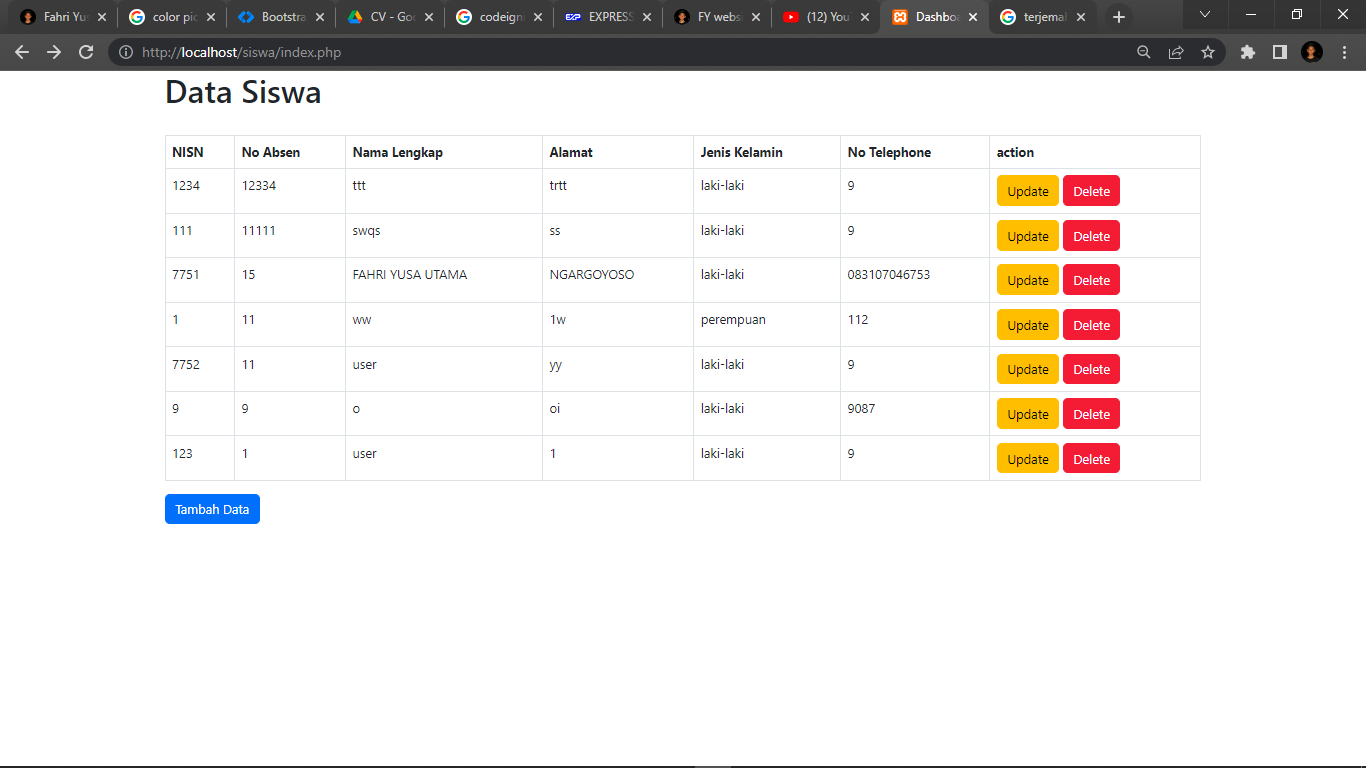 Fahri Yus
color pic
Bootstra
CV - Goo
codeigni
EXPRESS
FY webs
(12) You
Dashboa
terjemal
http://localhost/siswa/index.php
Data Siswa
NISN No Absen Nama Lengkap Alamat Jenis Kelamin No Telephone action
1234 12334 ttt trtt laki-laki 9 Update Delete
111 11111 swqs ss laki-laki 9 Update Delete
7751 15 FAHRI YUSA UTAMA NGARGOYOSO laki-laki 083107046753 Update Delete
1 11 ww 1w perempuan 112 Update Delete
7752 11 user yy laki-laki 9 Update Delete
9 9 o oi laki-laki 9087 Update Delete
123 1 user 1 laki-laki 9 Update Delete
Tambah Data